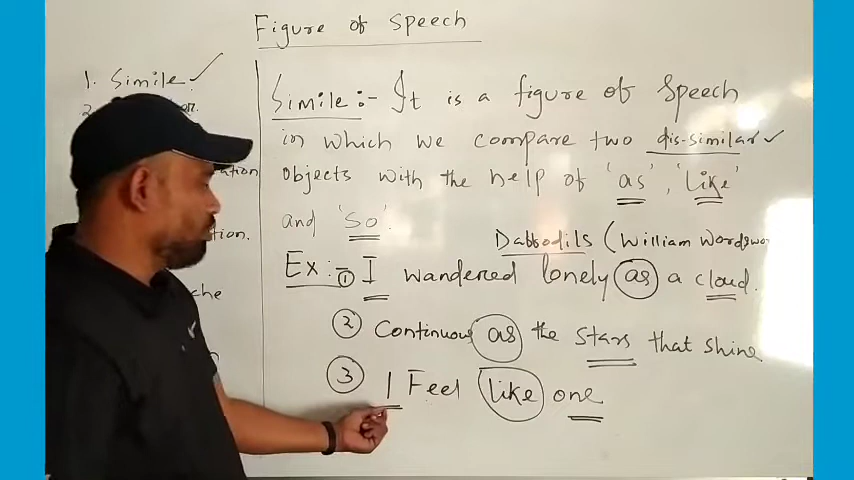 Figure of Speech
1. Simile ✓
2.
Simile :- It is a figure of Speech
in which we compare two dis-similar ✓
objects with the help of 'as', 'like'
and 'so'.
Daffodils (William Wordswo
Ex :- ① I wandered lonely as a cloud.
② Continuous as the stars that shine
③ I Feel like one